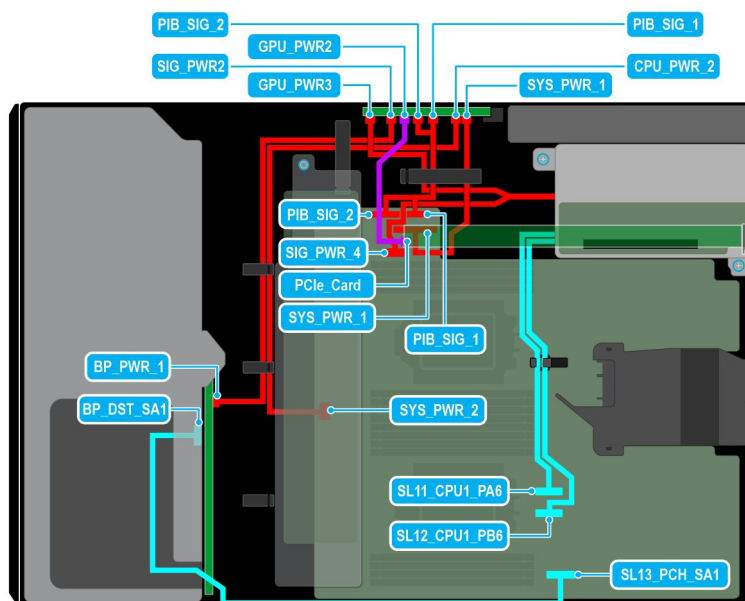 PIB_SIG_2
PIB_SIG_1
GPU_PWR2
SIG_PWR2
CPU_PWR_2
GPU_PWR3
SYS_PWR_1
PIB_SIG_2
SIG_PWR_4
PCIe_Card
SYS_PWR_1
PIB_SIG_1
BP_PWR_1
BP_DST_SA1
SYS_PWR_2
SL11_CPU1_PA6
SL12_CPU1_PB6
SL13_PCH_SA1